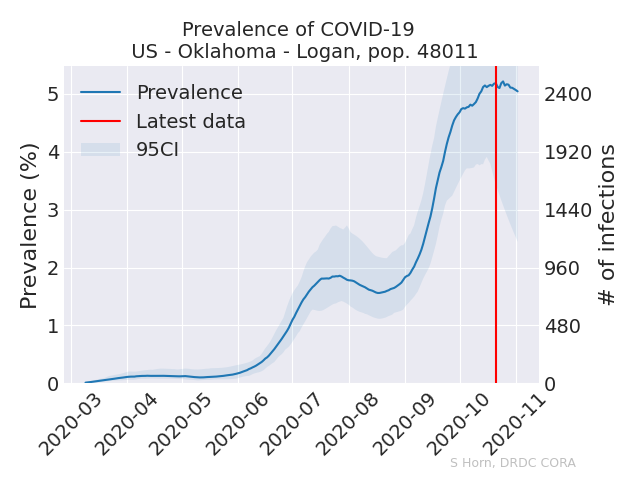 Prevalence of COVID-19
US - Oklahoma - Logan, pop. 48011
Prevalence
Latest data
95CI
Prevalence (%)
5
4
3
2
1
0
2400
1920
1440
960
480
0
# of infections
2020-03
2020-04
2020-05
2020-06
2020-07
2020-08
2020-09
2020-10
2020-11
S Horn, DRDC CORA